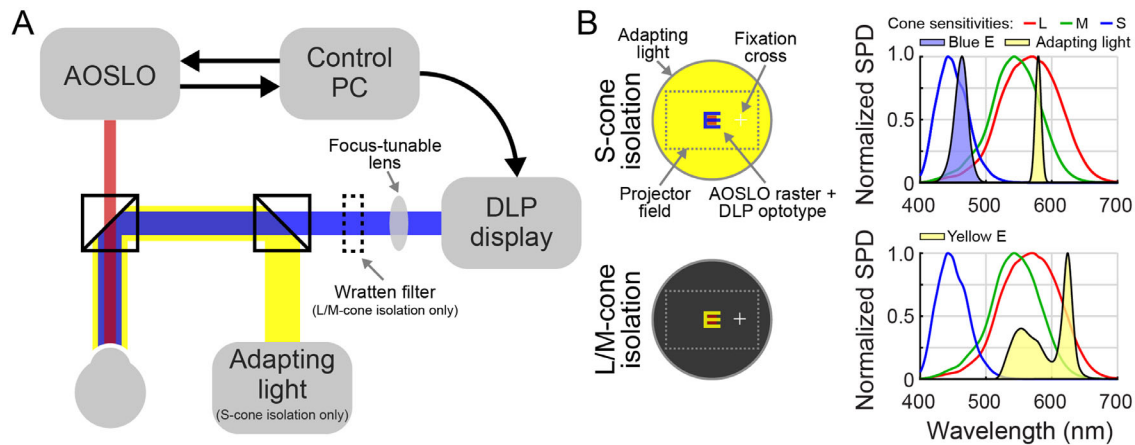 A
AOSLO
Control
PC
Focus-tunable
lens
DLP
display
Wratten filter
(L/M-cone isolation only)
Adapting
light
(S-cone isolation only)
B
S-cone
isolation
Adapting
light
Fixation
cross
E
Projector
field
AOSLO raster +
DLP optotype
L/M-cone
isolation
E
Cone sensitivities: L M S
Blue E Adapting light
Normalized SPD
1.0
0.5
0
400 500 600 700
Yellow E
Normalized SPD
1.0
0.5
0
400 500 600 700
Wavelength (nm)